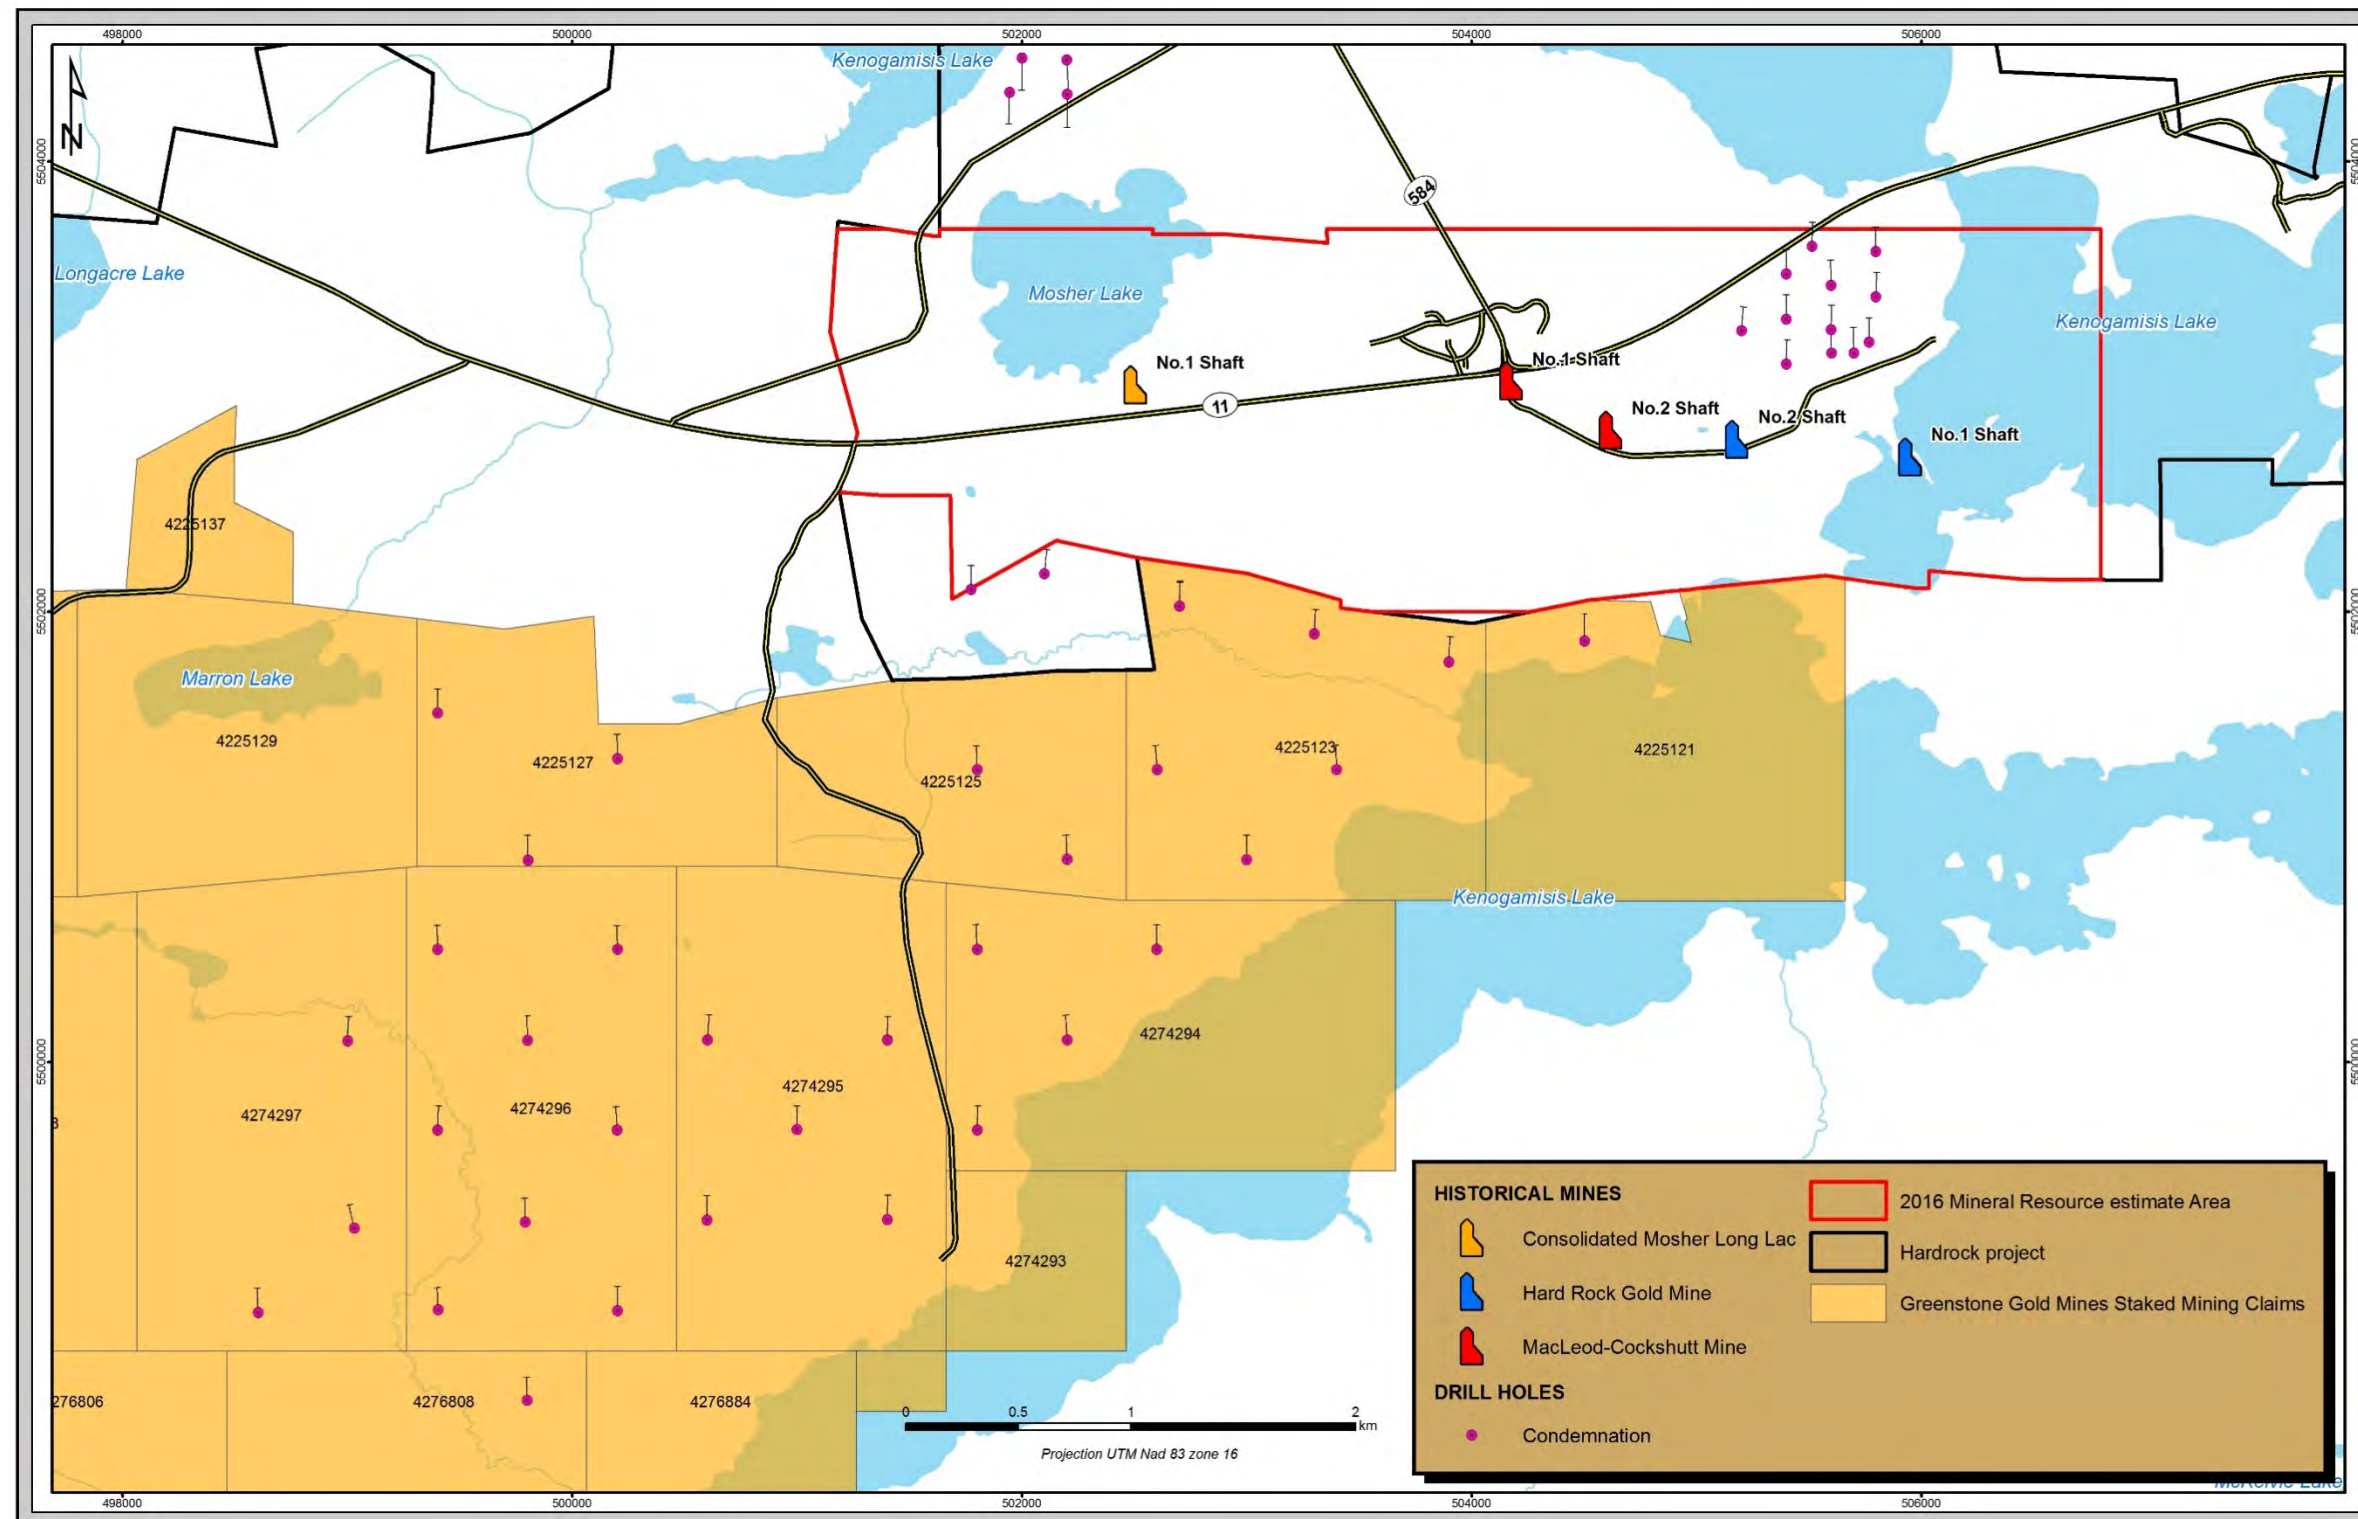 498000
500000
502000
504000
506000
Kenogamisis Lake
N
5504000
5504000
584
Longacre Lake
Mosher Lake
Kenogamisis Lake
No.1 Shaft
No.1 Shaft
11
No.2 Shaft
No.2 Shaft
No.1 Shaft
4225137
5502000
5502000
Marron Lake
4225129
4225127
4225125
4225123
4225121
Kenogamisis Lake
5500000
5500000
4274294
4274295
4274296
4274297
4274293
276806
4276808
4276884
0 0.5 1 2
km
Projection UTM Nad 83 zone 16
HISTORICAL MINES
Consolidated Mosher Long Lac
Hard Rock Gold Mine
MacLeod-Cockshutt Mine
DRILL HOLES
Condemnation
2016 Mineral Resource estimate Area
Hardrock project
Greenstone Gold Mines Staked Mining Claims
498000
500000
502000
504000
506000